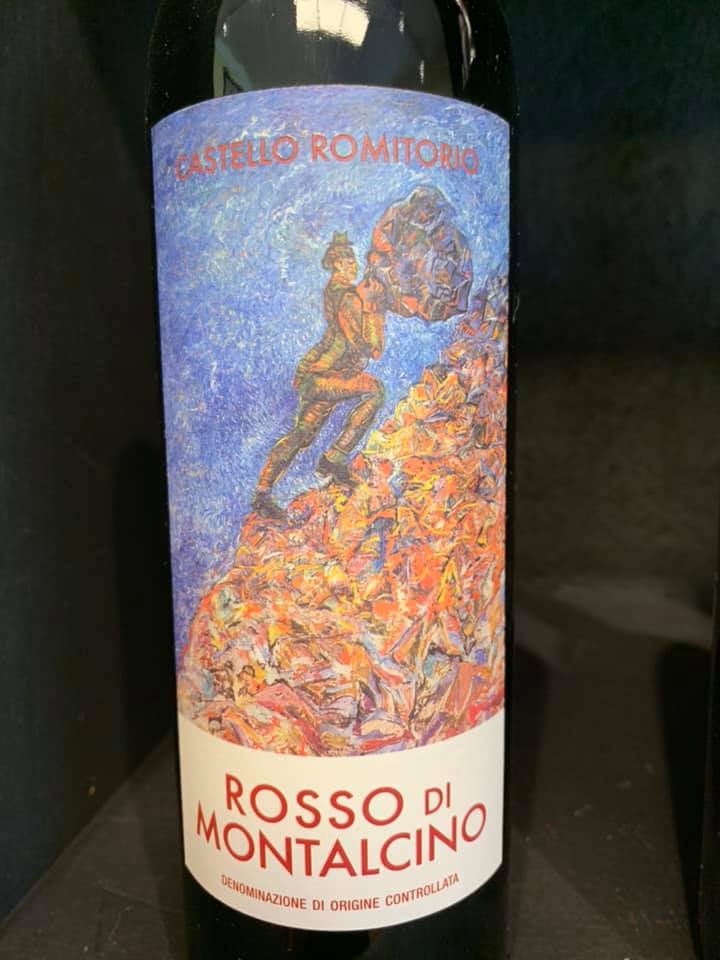 CASTELLO ROMITORIO
ROSSO DI
MONTALCINO
DENOMINAZIONE DI ORIGINE CONTROLLATA